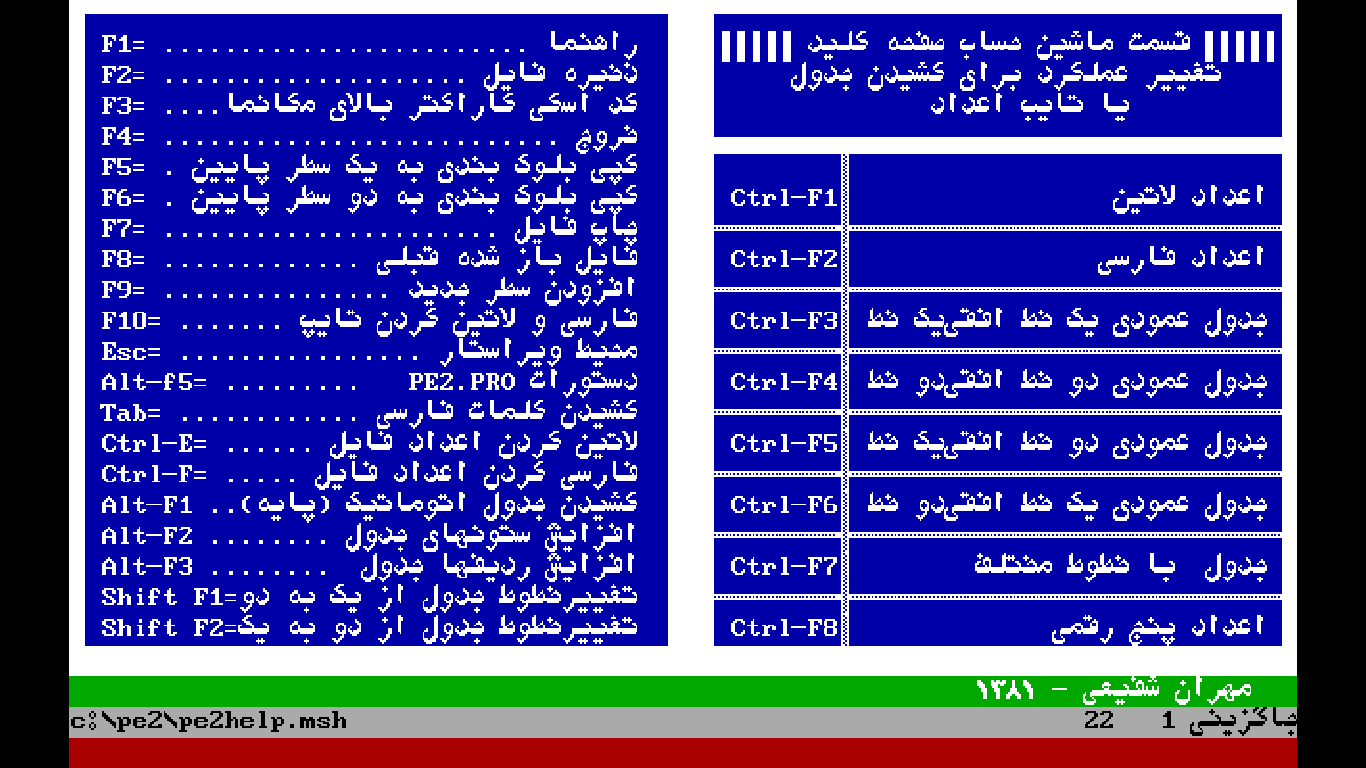 F1= ........................ راهنما
F2= .................... ذخیره فایل
F3= ....کد اسکی کاراکتر بالای مکانما
F4= .......................... خروج
F5= . کپی بلوک بندی به یک سطر پایین
F6= . کپی بلوک بندی به دو سطر پایین
F7= ...................... چاپ فایل
F8= ............. فایل باز شده قبلی
F9= ............... افزودن سطر جدید
F10= ....... فارسی و لاتین کردن تایپ
Esc= ................ محیط ویراستار
Alt-f5= ......... PE2.PRO دستورات
Tab= ............ کشیدن کلمات فارسی
Ctrl-E= ...... لاتین کردن اعداد فایل
Ctrl-F= ..... فارسی کردن اعداد فایل
Alt-F1 ..کشیدن جدول اتوماتیک (پایه)
Alt-F2 ........ افزایش ستونهای جدول
Alt-F3 ........ افزایش ردیفها جدول
Shift F1=تغییرخطوط جدول از یک به دو
Shift F2=تغییرخطوط جدول از دو به یک
قسمت ماشین حساب صفحه کلید
تغییر عملکرد برای کشیدن جدول
یا تایپ اعداد
Ctrl-F1 اعداد لاتین
Ctrl-F2 اعداد فارسی
Ctrl-F3 جدول عمودی یک خط افقی‌یک خط
Ctrl-F4 جدول عمودی دو خط افقی‌دو خط
Ctrl-F5 جدول عمودی دو خط افقی‌یک خط
Ctrl-F6 جدول عمودی یک خط افقی‌دو خط
Ctrl-F7 جدول با خطوط مختلف
Ctrl-F8 اعداد پنج رقمی
مهران شفیعی - ۱۳۸۱
c:\pe2\pe2help.msh 22 1 جاگزینی